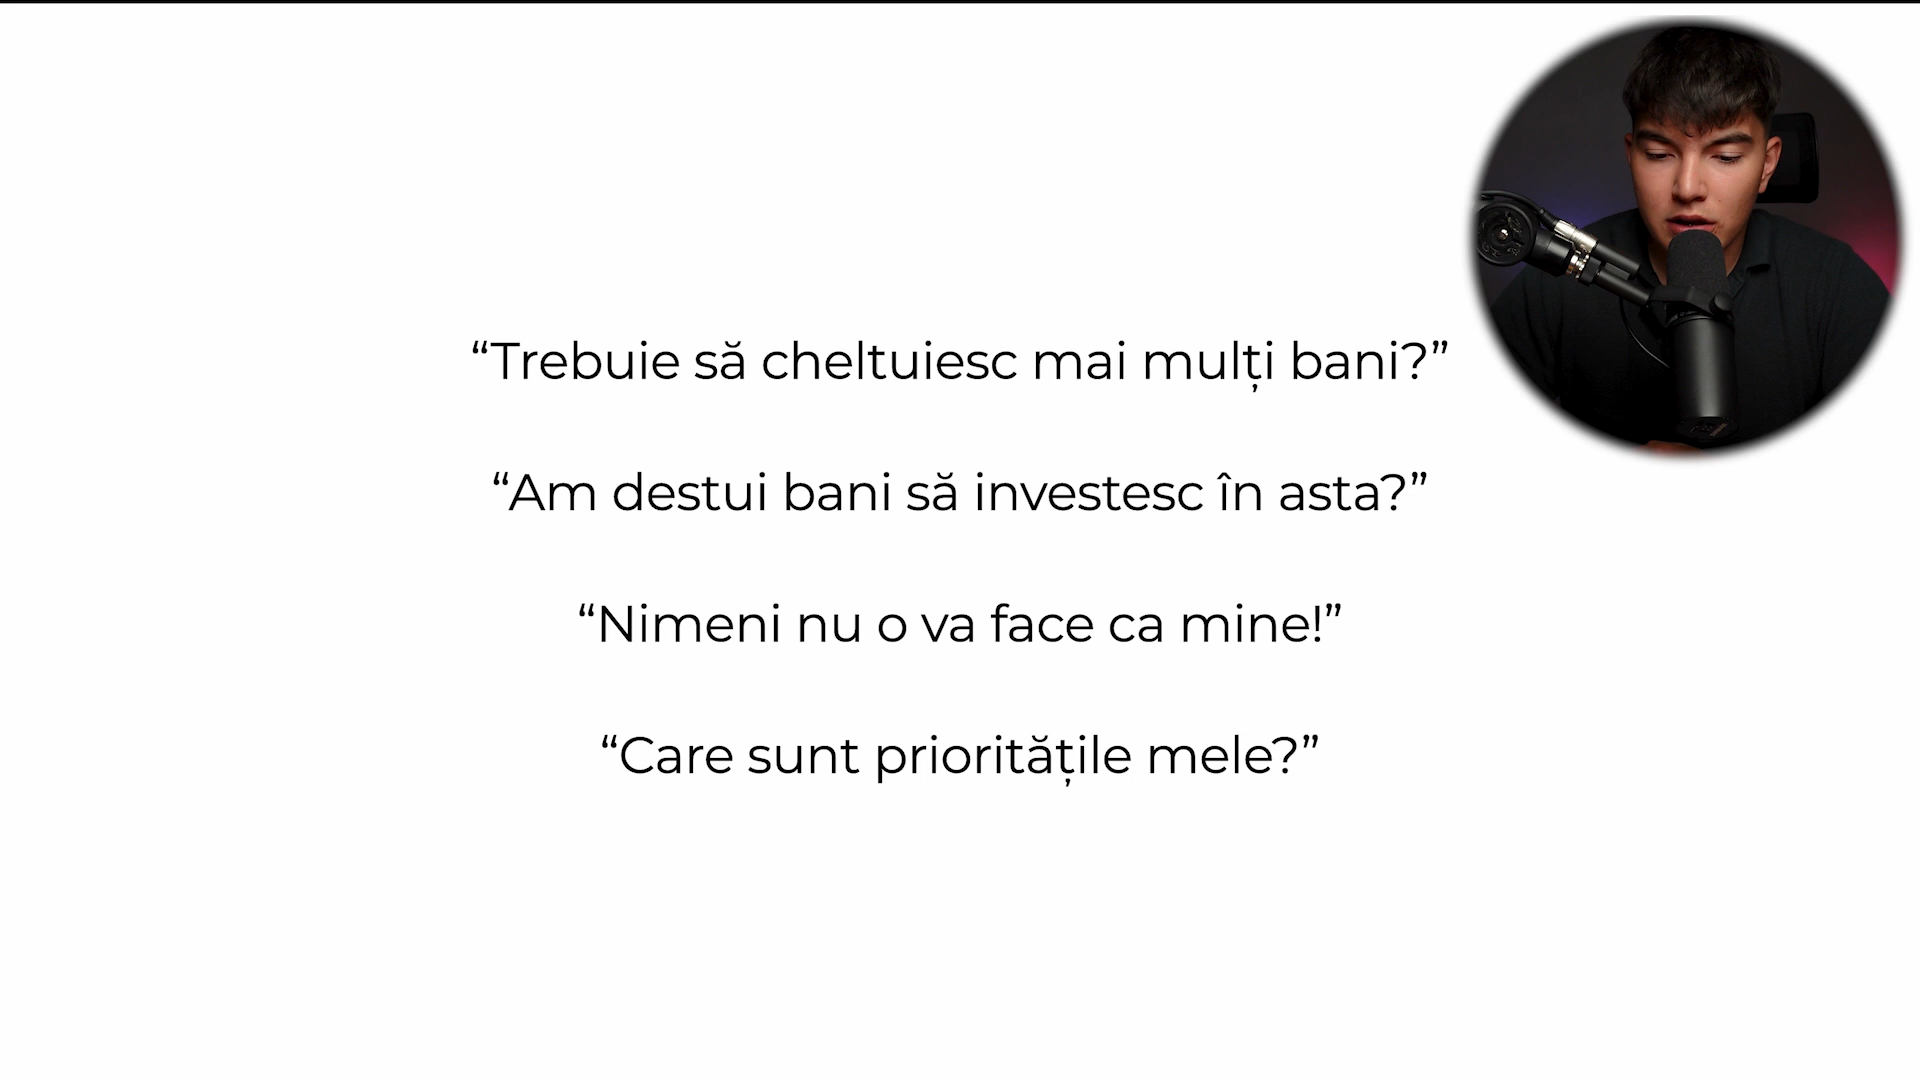 “Trebuie să cheltuiesc mai mulți bani?”
“Am destui bani să investesc în asta?”
“Nimeni nu o va face ca mine!”
“Care sunt prioritățile mele?”